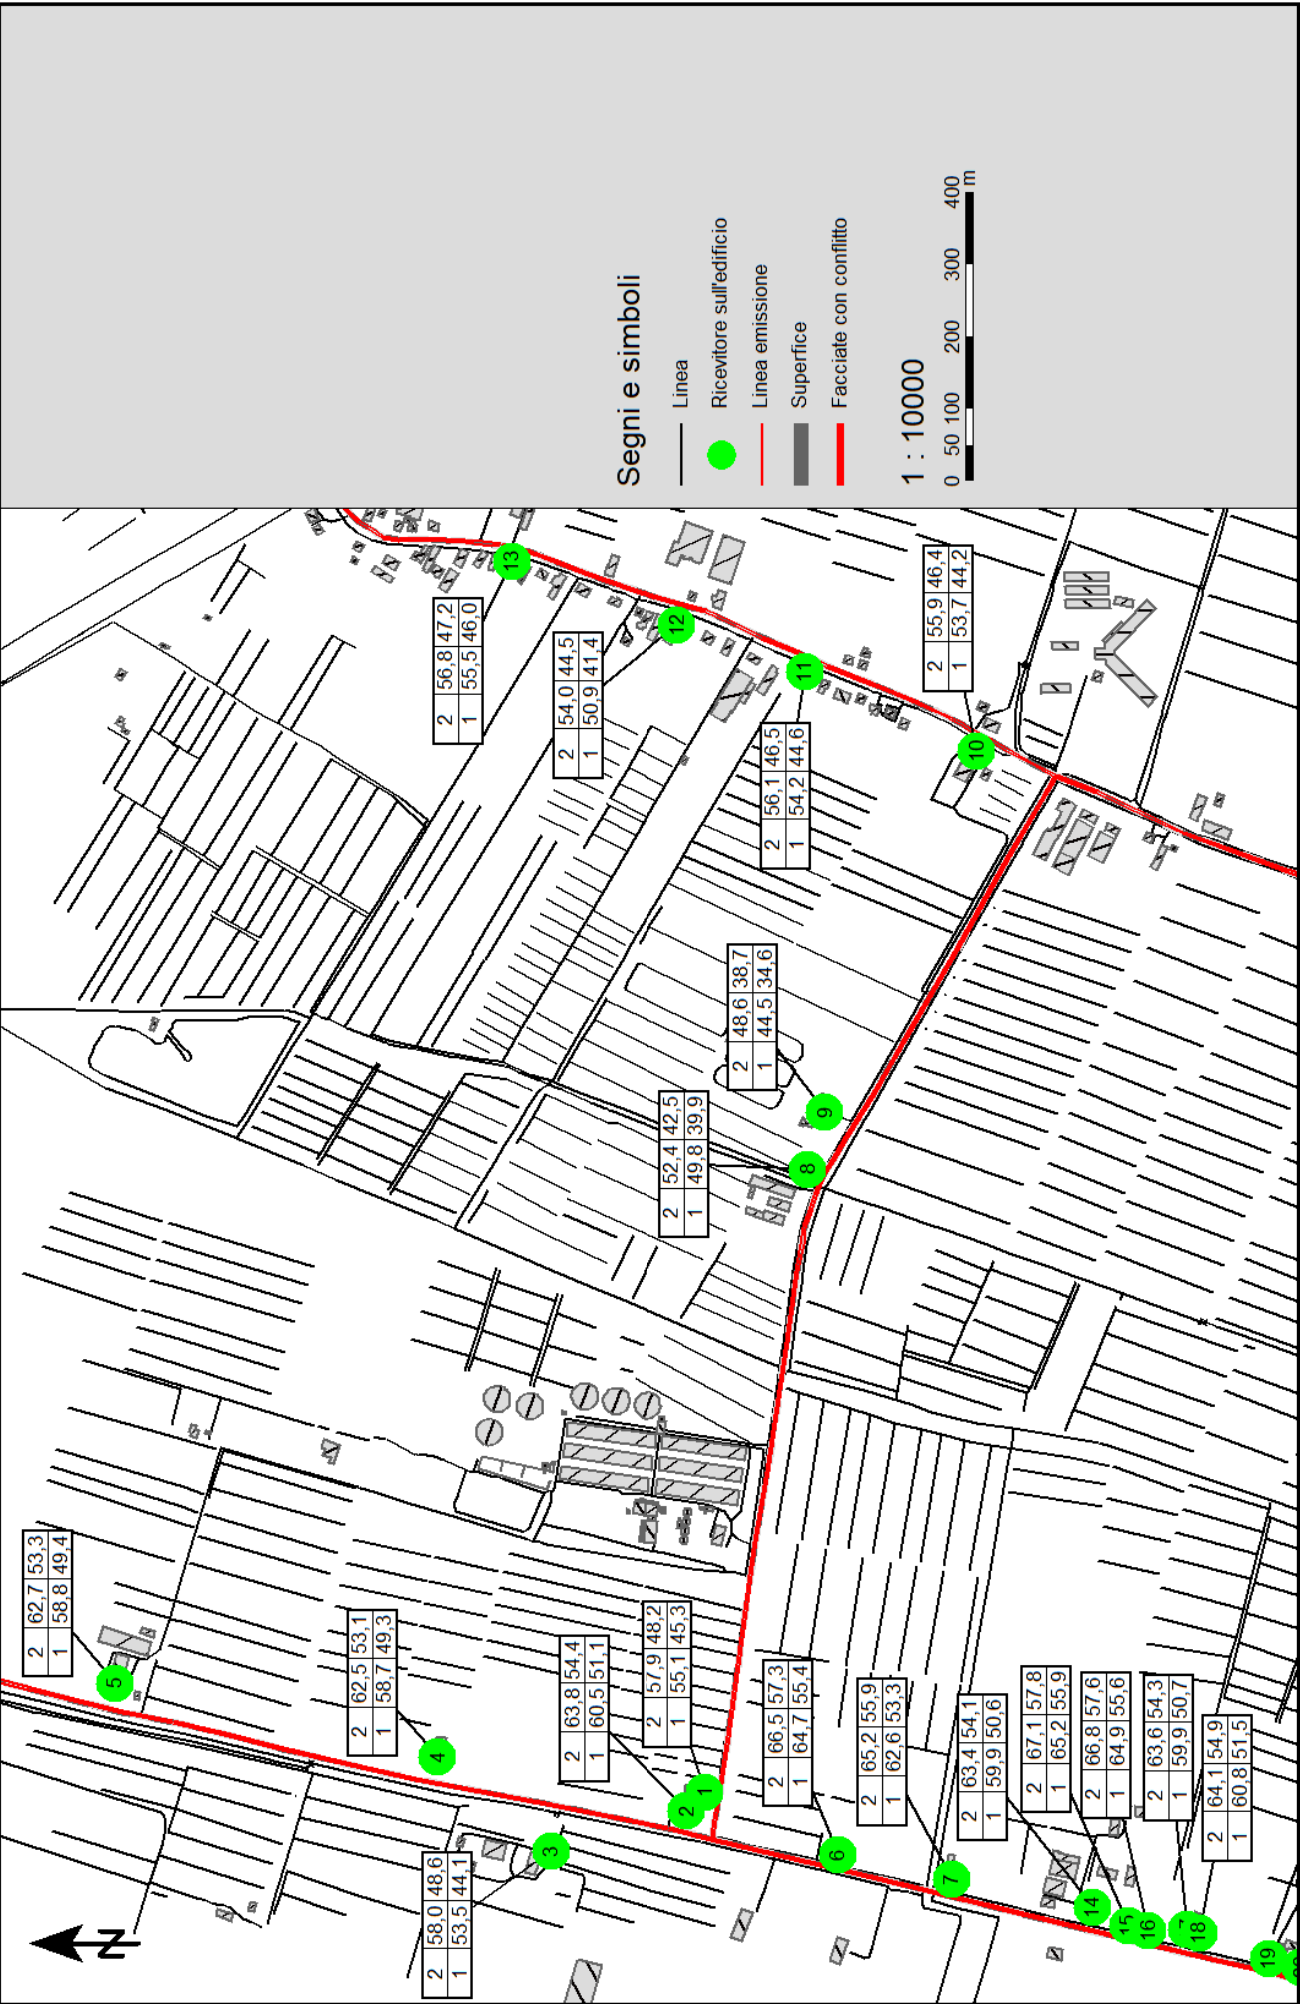 Segni e simboli
Linea
Ricevitore sull'edificio
Linea emissione
Superfice
Facciate con conflitto
1 : 10000
0 50 100 200 300 400
m
N
5
2 62,7 53,3
1 58,8 49,4
4
2 62,5 53,1
1 58,7 49,3
3
2 58,0 48,6
1 53,5 44,1
2
2 63,8 54,4
1 60,5 51,1
1
2 57,9 48,2
1 55,1 45,3
6
2 66,5 57,3
1 64,7 55,4
7
2 65,2 55,9
1 62,6 53,3
14
2 63,4 54,1
1 59,9 50,6
15
2 67,1 57,8
1 65,2 55,9
16
2 66,8 57,6
1 64,9 55,6
2 63,6 54,3
1 59,9 50,7
18
2 64,1 54,9
1 60,8 51,5
19
8
2 52,4 42,5
1 49,8 39,9
9
2 48,6 38,7
1 44,5 34,6
10
2 55,9 46,4
1 53,7 44,2
11
2 56,1 46,5
1 54,2 44,6
12
2 54,0 44,5
1 50,9 41,4
13
2 56,8 47,2
1 55,5 46,0